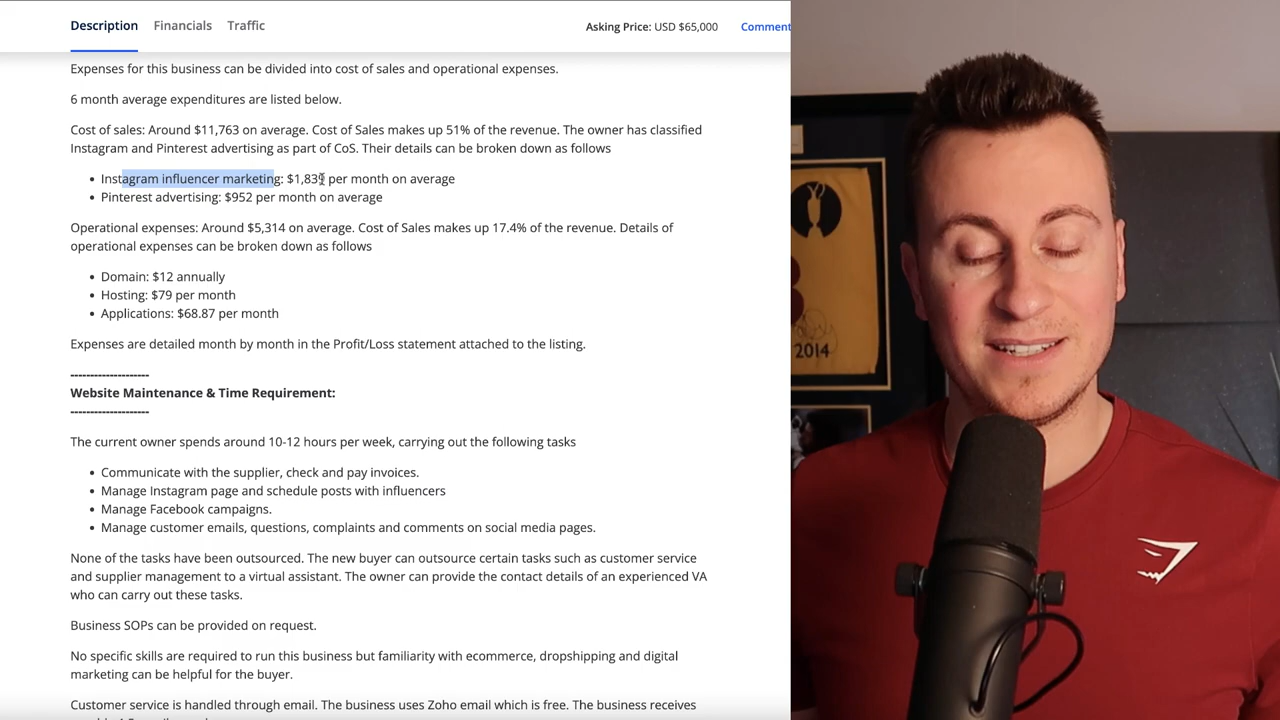 Description Financials Traffic Asking Price: USD $65,000 Comment
Expenses for this business can be divided into cost of sales and operational expenses.
6 month average expenditures are listed below.
Cost of sales: Around $11,763 on average. Cost of Sales makes up 51% of the revenue. The owner has classified
Instagram and Pinterest advertising as part of CoS. Their details can be broken down as follows
• Instagram influencer marketing: $1,839 per month on average
• Pinterest advertising: $952 per month on average
Operational expenses: Around $5,314 on average. Cost of Sales makes up 17.4% of the revenue. Details of
operational expenses can be broken down as follows
• Domain: $12 annually
• Hosting: $79 per month
• Applications: $68.87 per month
Expenses are detailed month by month in the Profit/Loss statement attached to the listing.
--------------------
Website Maintenance & Time Requirement:
--------------------
The current owner spends around 10-12 hours per week, carrying out the following tasks
• Communicate with the supplier, check and pay invoices.
• Manage Instagram page and schedule posts with influencers
• Manage Facebook campaigns.
• Manage customer emails, questions, complaints and comments on social media pages.
None of the tasks have been outsourced. The new buyer can outsource certain tasks such as customer service
and supplier management to a virtual assistant. The owner can provide the contact details of an experienced VA
who can carry out these tasks.
Business SOPs can be provided on request.
No specific skills are required to run this business but familiarity with ecommerce, dropshipping and digital
marketing can be helpful for the buyer.
Customer service is handled through email. The business uses Zoho email which is free. The business receives
2014